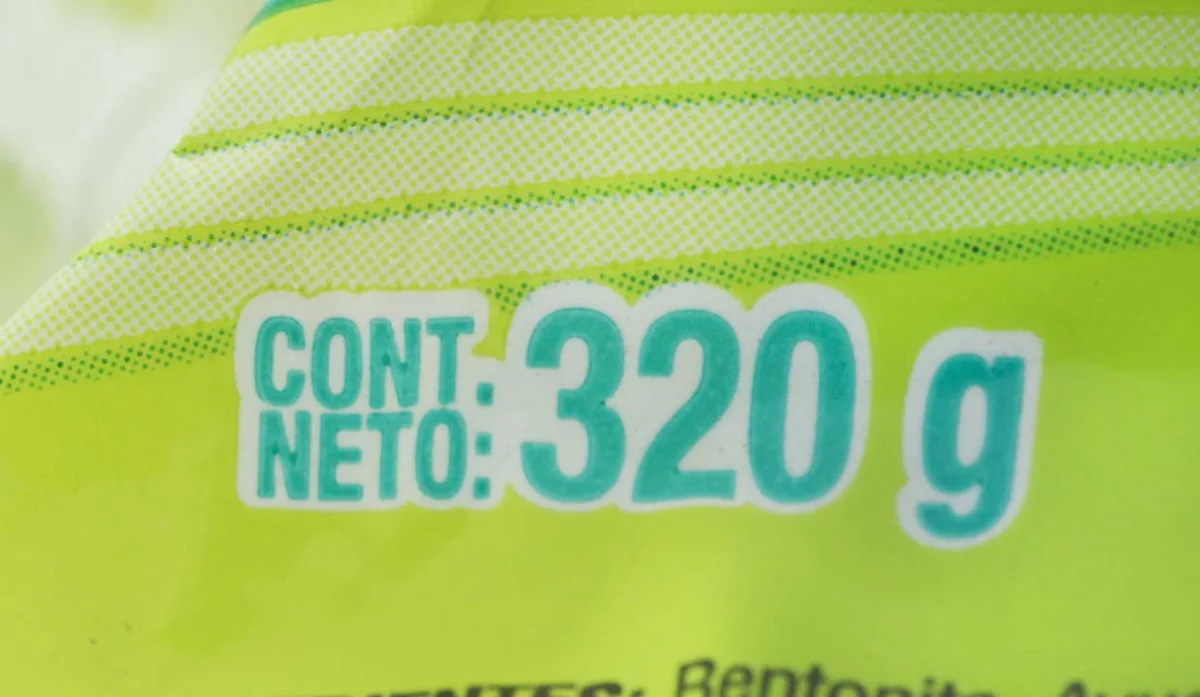 CONT.
NETO: 320 g
Bentonita